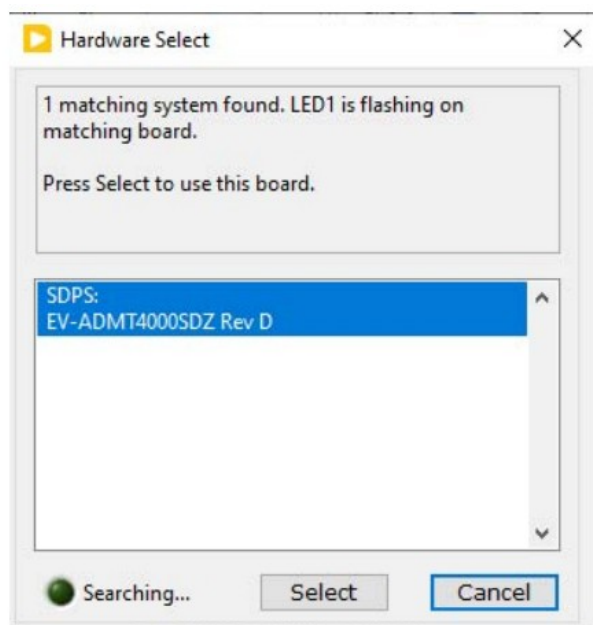 Hardware Select
1 matching system found. LED1 is flashing on
matching board.
Press Select to use this board.
SDPS:
EV-ADMT4000SDZ Rev D
Searching...
Select
Cancel